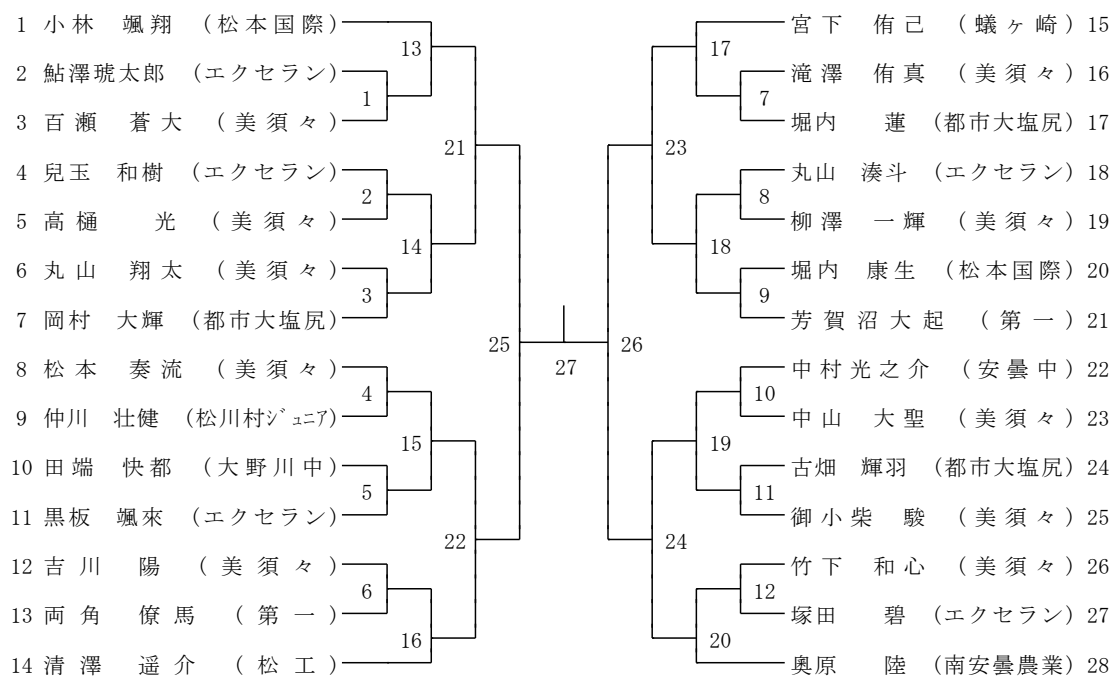 1 小林 颯翔 (松本国際)
2 鮎澤琥太郎 (エクセラン)
3 百瀬 蒼大 (美須々)
4 兒玉 和樹 (エクセラン)
5 高樋 光 (美須々)
6 丸山 翔太 (美須々)
7 岡村 大輝 (都市大塩尻)
8 松本 奏流 (美須々)
9 仲川 壮健 (松川村ジュニア)
10 田端 快都 (大野川中)
11 黒板 颯來 (エクセラン)
12 吉川 陽 (美須々)
13 両角 僚馬 (第一)
14 清澤 遥介 (松工)
13
1
21
2
14
3
25
4
15
5
22
6
16
27
17
7
23
8
18
9
26
10
19
11
24
12
20
宮下 侑己 (蟻ヶ崎) 15
滝澤 侑真 (美須々) 16
堀内 蓮 (都市大塩尻) 17
丸山 湊斗 (エクセラン) 18
柳澤 一輝 (美須々) 19
堀内 康生 (松本国際) 20
芳賀沼大起 (第一) 21
中村光之介 (安曇中) 22
中山 大聖 (美須々) 23
古畑 輝羽 (都市大塩尻) 24
御小柴 駿 (美須々) 25
竹下 和心 (美須々) 26
塚田 碧 (エクセラン) 27
奥原 陸 (南安曇農業) 28